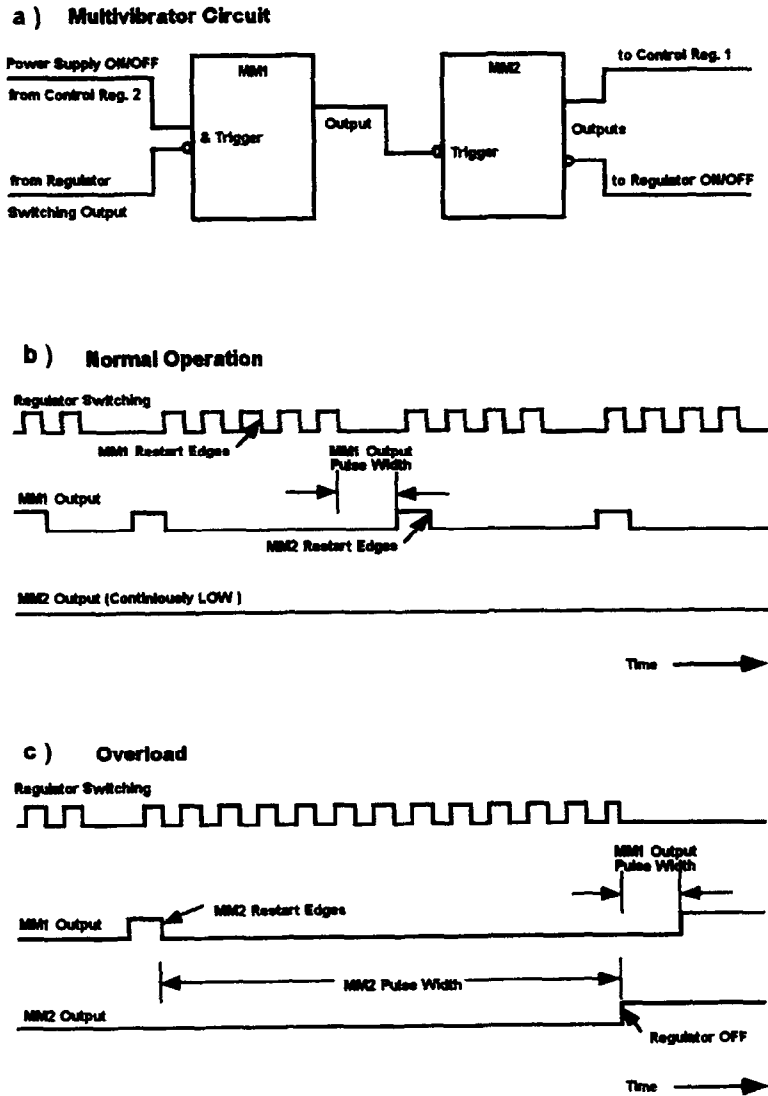 a ) Multivibrator Circuit
Power Supply ON/OFF
from Control Reg. 2
MM1
& Trigger
from Regulator
Switching Output
Output
MM2
Trigger
to Control Reg. 1
Outputs
to Regulator ON/OFF
b ) Normal Operation
Regulator Switching
MM1 Restart Edges
MM1 Output
Pulse Width
MM1 Output
MM2 Restart Edges
MM2 Output (Continiously LOW )
Time
c ) Overload
Regulator Switching
MM1 Output
Pulse Width
MM2 Restart Edges
MM1 Output
MM2 Pulse Width
MM2 Output
Regulator OFF
Time